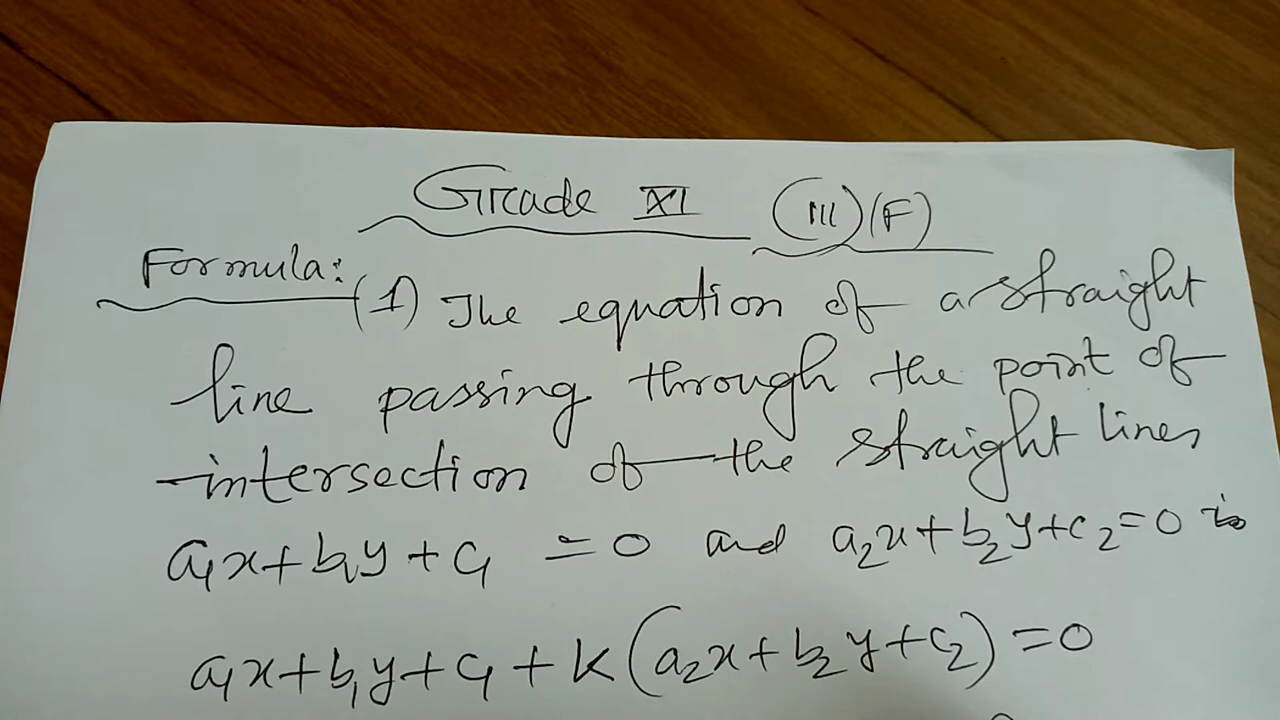 Grade XI (III)(F)
Formula:
(1) The equation of a straight
line passing through the point of
intersection of the straight lines
a₁x+b₁y+c₁ =0 and a₂x+b₂y+c₂=0 is
a₁x+b₁y+c₁+K(a₂x+b₂y+c₂)=0